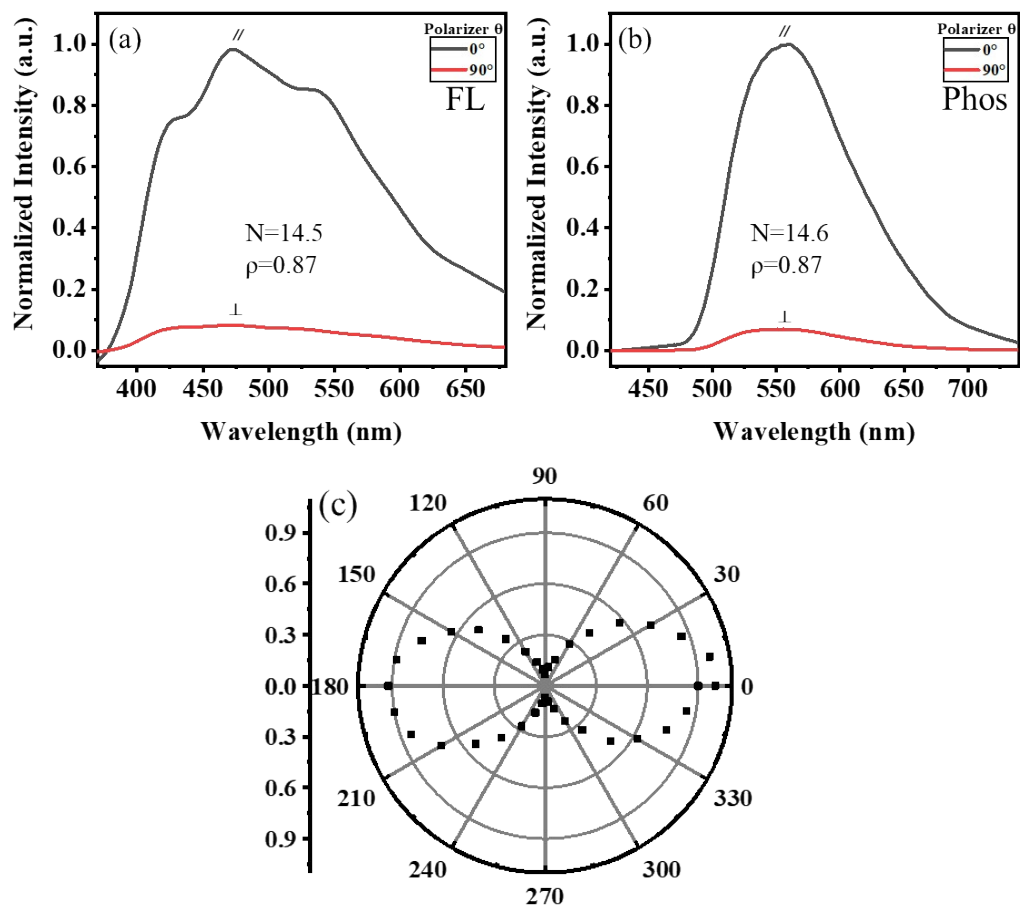 (a)
//
Polarizer θ
0°
90°
FL
N=14.5
ρ=0.87
⊥
1.0
0.8
0.6
0.4
0.2
0.0
Normalized Intensity (a.u.)
400 450 500 550 600 650
Wavelength (nm)
(b)
//
Polarizer θ
0°
90°
Phos
N=14.6
ρ=0.87
⊥
1.0
0.8
0.6
0.4
0.2
0.0
Normalized Intensity (a.u.)
450 500 550 600 650 700
Wavelength (nm)
(c)
0.9
0.6
0.3
0.0
0.3
0.6
0.9
90
120 60
150 30
180 0
210 330
240 300
270